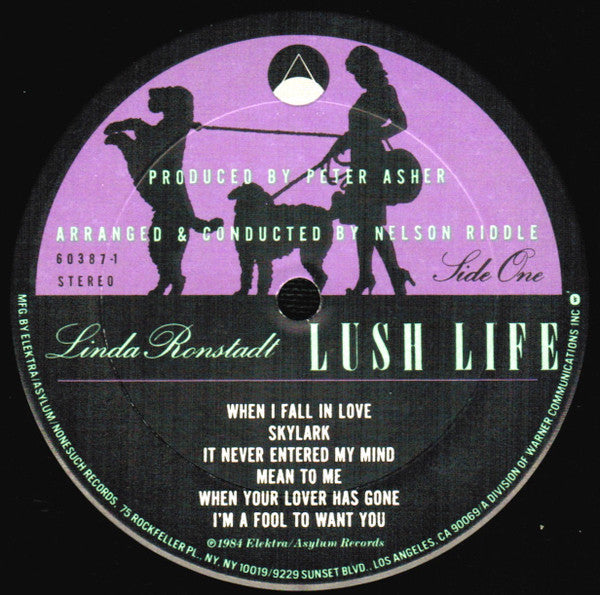 PRODUCED BY PETER ASHER
ARRANGED & CONDUCTED BY NELSON RIDDLE
60387-1
STEREO
Side One
Linda Ronstadt
LUSH LIFE
WHEN I FALL IN LOVE
SKYLARK
IT NEVER ENTERED MY MIND
MEAN TO ME
WHEN YOUR LOVER HAS GONE
I'M A FOOL TO WANT YOU
℗1984 Elektra/Asylum Records
MFG. BY ELEKTRA/ASYLUM/NONESUCH RECORDS, 75 ROCKFELLER PL., NY, NY 10019/9229 SUNSET BLVD., LOS ANGELES, CA 90069/A DIVISION OF WARNER COMMUNICATIONS INC